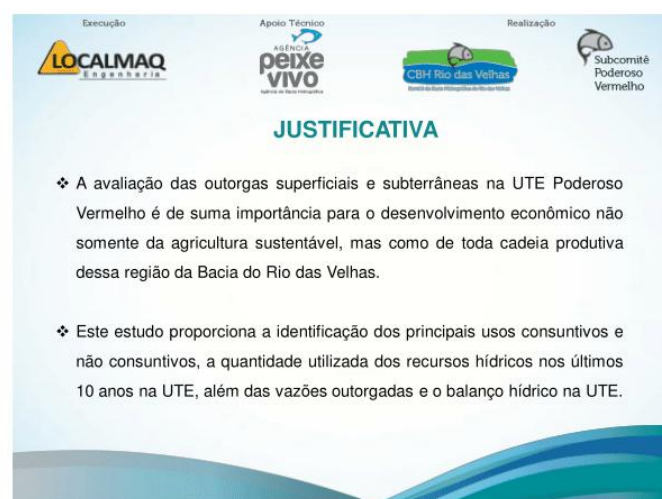 Execução
Apoio Técnico
Realização
LOCALMAQ
Engenharia
AGÊNCIA
peixe
vivo
CBH Rio das Velhas
Subcomitê
Poderoso
Vermelho
JUSTIFICATIVA
❖ A avaliação das outorgas superficiais e subterrâneas na UTE Poderoso
Vermelho é de suma importância para o desenvolvimento econômico não
somente da agricultura sustentável, mas como de toda cadeia produtiva
dessa região da Bacia do Rio das Velhas.
❖ Este estudo proporciona a identificação dos principais usos consuntivos e
não consuntivos, a quantidade utilizada dos recursos hídricos nos últimos
10 anos na UTE, além das vazões outorgadas e o balanço hídrico na UTE.